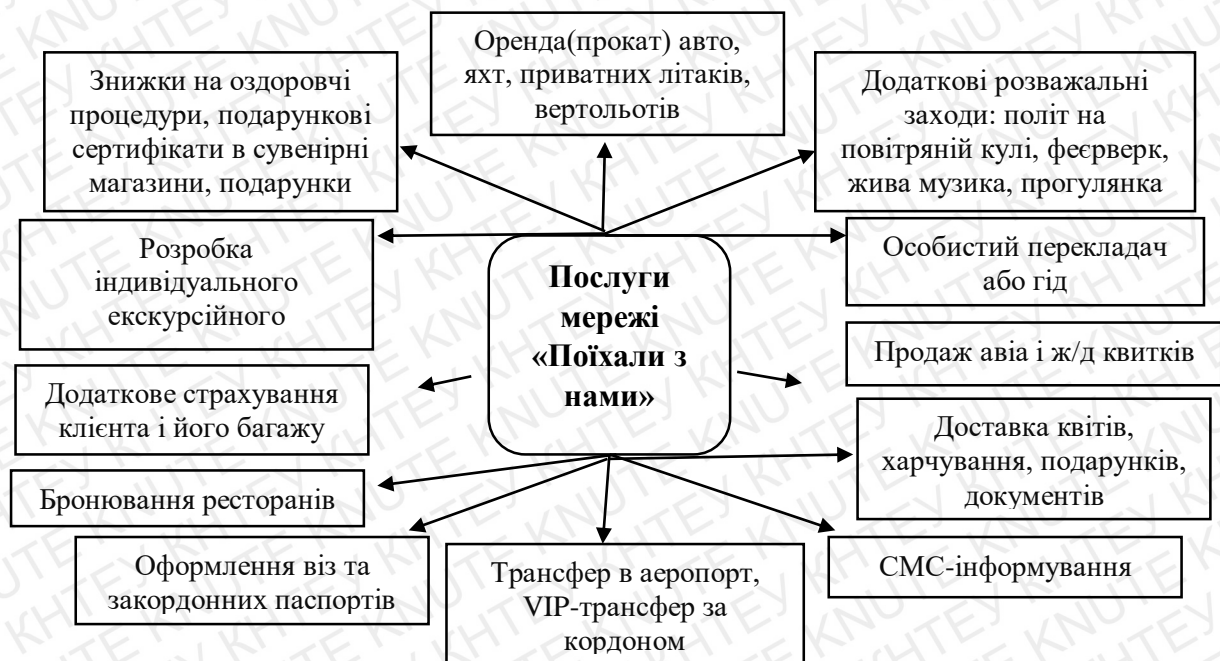 Оренда(прокат) авто,
яхт, приватних літаків,
вертольотів
Знижки на оздоровчі
процедури, подарункові
сертифікати в сувенірні
магазини, подарунки
Додаткові розважальні
заходи: політ на
повітряній кулі, феєрверк,
жива музика, прогулянка
Розробка
індивідуального
екскурсійного
Послуги
мережі
«Поїхали з
нами»
Особистий перекладач
або гід
Продаж авіа і ж/д квитків
Додаткове страхування
клієнта і його багажу
Доставка квітів,
харчування, подарунків,
документів
Бронювання ресторанів
Оформлення віз та
закордонних паспортів
Трансфер в аеропорт,
VIP-трансфер за
кордоном
СМС-інформування